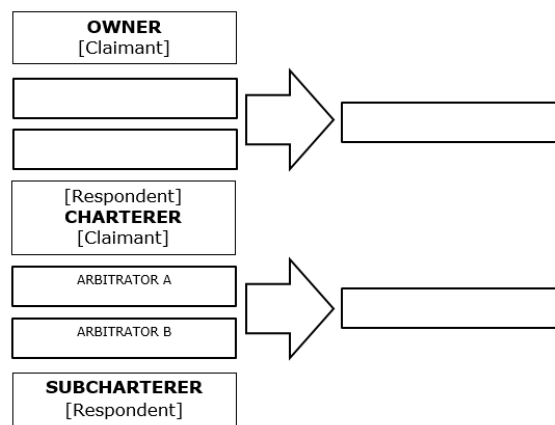 OWNER
[Claimant]
[Respondent]
CHARTERER
[Claimant]
ARBITRATOR A
ARBITRATOR B
SUBCHARTERER
[Respondent]